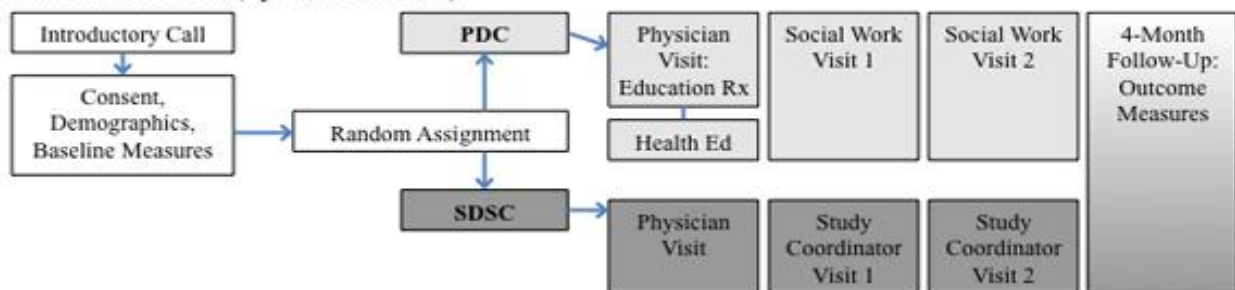 Introductory Call
Consent,
Demographics,
Baseline Measures
Random Assignment
PDC
Physician
Visit:
Education Rx
Health Ed
Social Work
Visit 1
Social Work
Visit 2
SDSC
Physician
Visit
Study
Coordinator
Visit 1
Study
Coordinator
Visit 2
4-Month
Follow-Up:
Outcome
Measures